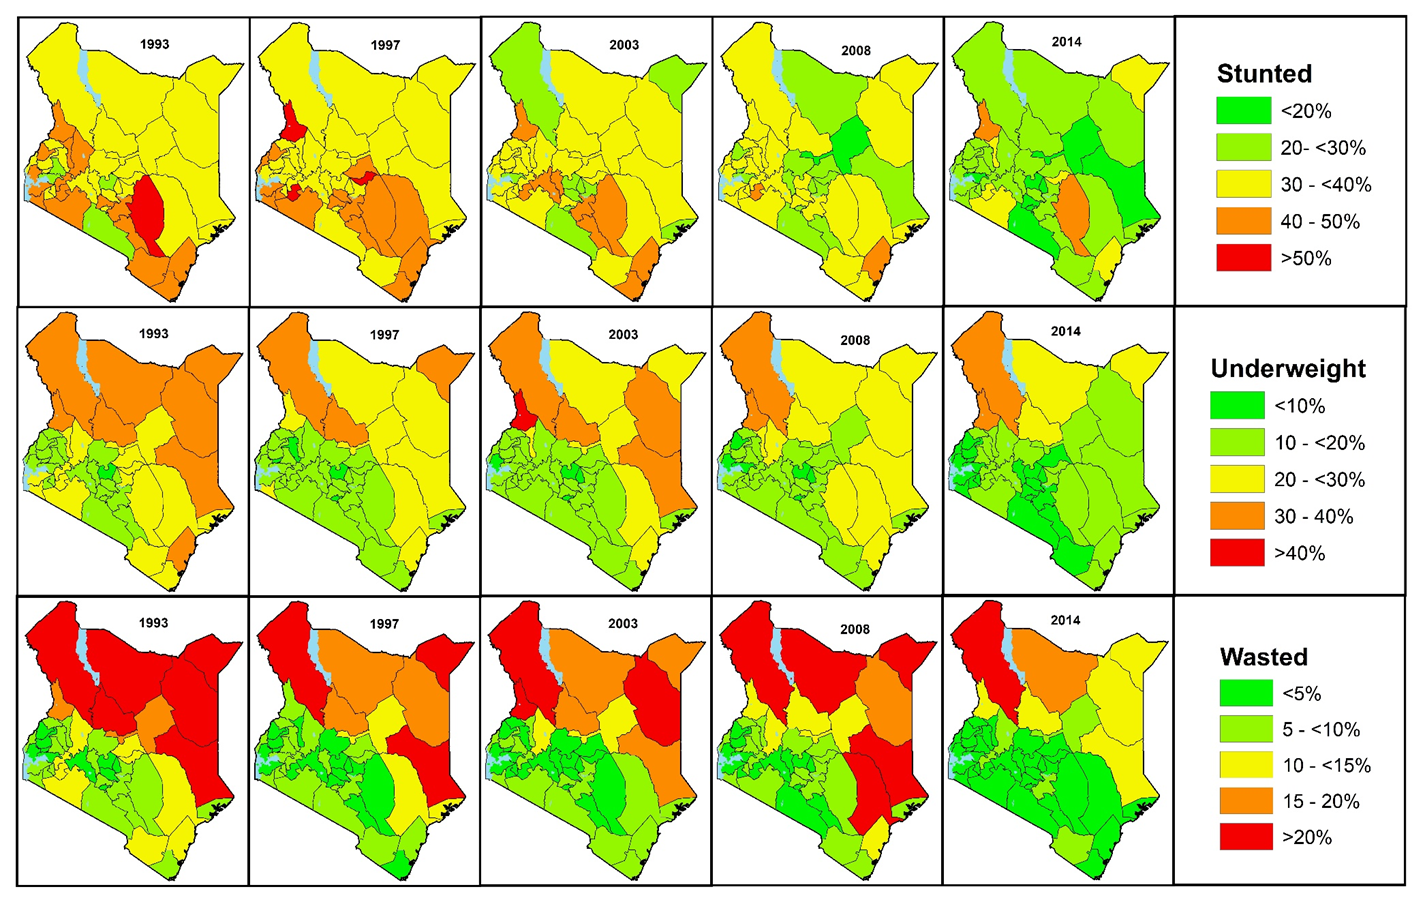 1993
1997
2003
2008
2014
Stunted
<20%
20- <30%
30 - <40%
40 - 50%
>50%
1993
1997
2003
2008
2014
Underweight
<10%
10 - <20%
20 - <30%
30 - 40%
>40%
1993
1997
2003
2008
2014
Wasted
<5%
5 - <10%
10 - <15%
15 - 20%
>20%